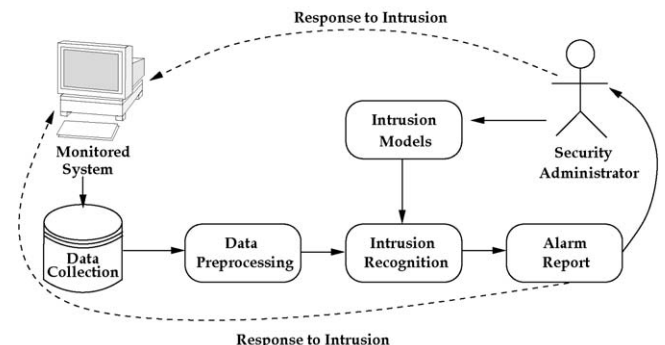 Response to Intrusion
Monitored
System
Intrusion
Models
Security
Administrator
Data
Collection
Data
Preprocessing
Intrusion
Recognition
Alarm
Report
Response to Intrusion